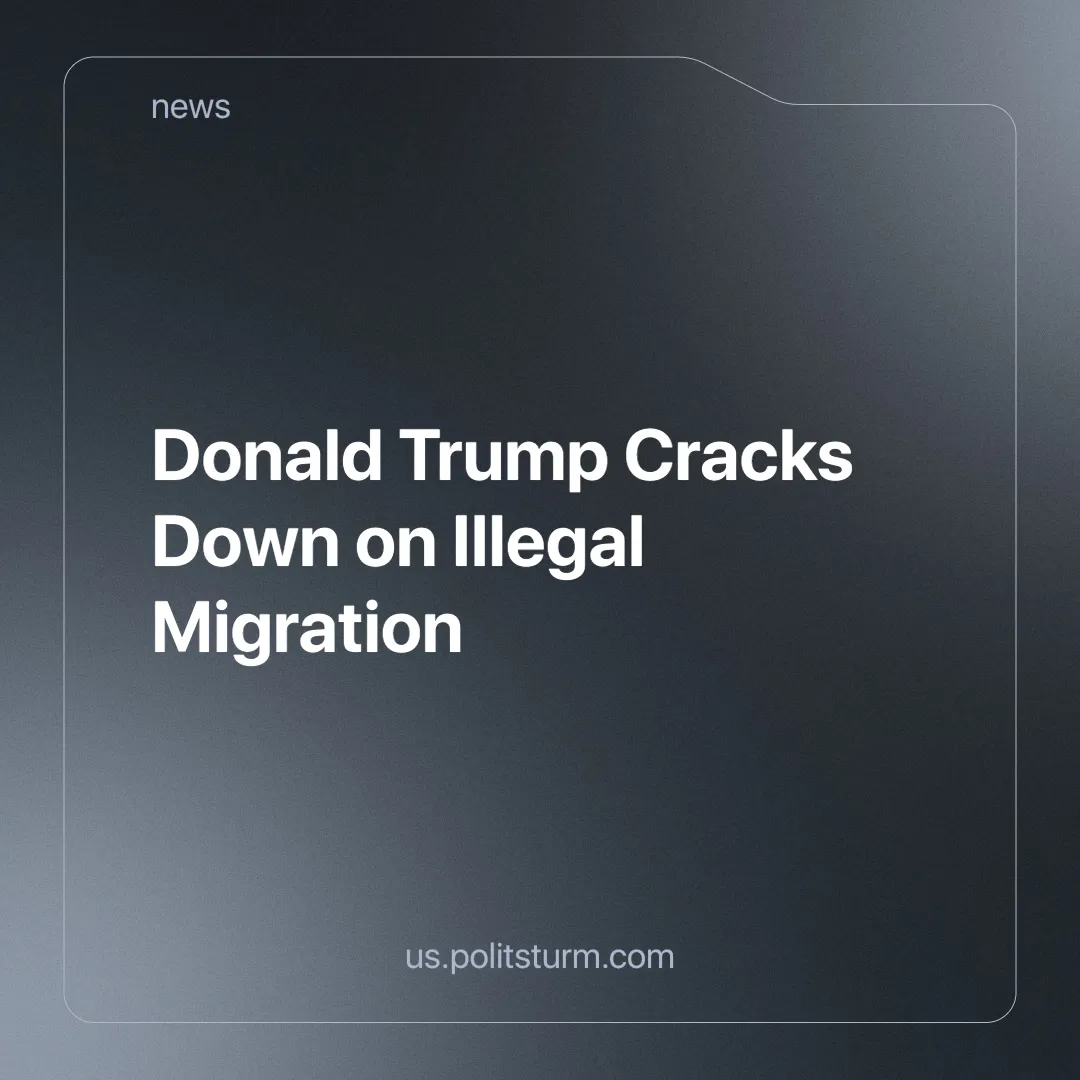 news
Donald Trump Cracks
Down on Illegal
Migration
us.politsturm.com